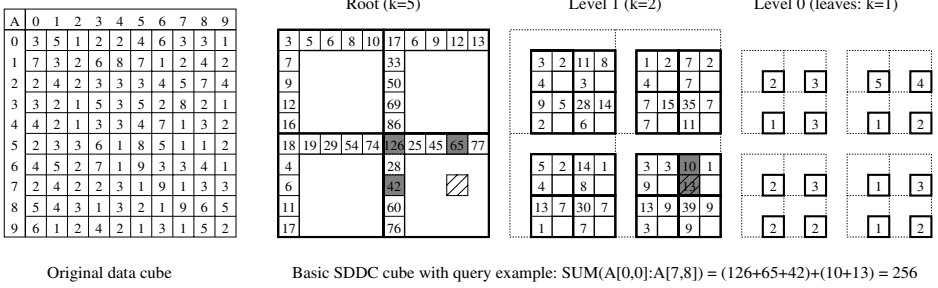 Root (k=5)
Level 1 (k=2)
Level 0 (leaves: k=1)
A 0 1 2 3 4 5 6 7 8 9
0 3 5 1 2 2 4 6 3 3 1
1 7 3 2 6 8 7 1 2 4 2
2 2 4 2 3 3 3 4 5 7 4
3 3 2 1 5 3 5 2 8 2 1
4 4 2 1 3 3 4 7 1 3 2
5 2 3 3 6 1 8 5 1 1 2
6 4 5 2 7 1 9 3 3 4 1
7 2 4 2 2 3 1 9 1 3 3
8 5 4 3 1 3 2 1 9 6 5
9 6 1 2 4 2 1 3 1 5 2
3 5 6 8 10 17 6 9 12 13
7 33
9 50
12 69
16 86
18 19 29 54 74 126 25 45 65 77
4 28
6 42
11 60
17 76
3 2 11 8 1 2 7 2
4 3 4 7
9 5 28 14 7 15 35 7
2 6 7 11
5 2 14 1 3 3 10 1
4 8 9 13
13 7 30 7 13 9 39 9
1 7 3 9
2 3 5 4
1 3 1 2
2 3 1 3
2 2 2 2
Original data cube
Basic SDDC cube with query example: SUM(A[0,0]:A[7,8]) = (126+65+42)+(10+13) = 256